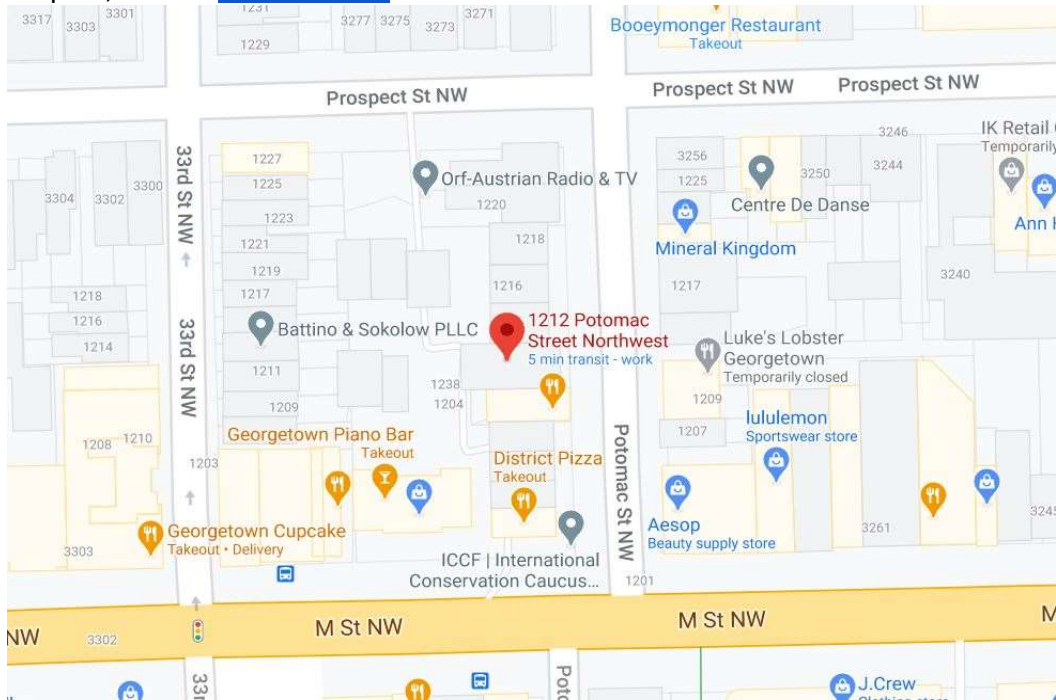 3317
3303
3301
1231
1229
3277
3275
3273
3271
Booeymonger Restaurant
Takeout
Prospect St NW
Prospect St NW
Prospect St NW
33rd St NW
3304
3302
3300
1227
1225
1223
1221
1219
1217
Orf-Austrian Radio & TV
1220
1218
1216
3256
1225
3250
3246
3244
Centre De Danse
IK Retail
Temporarily
Ann
Mineral Kingdom
1217
3240
1218
1216
1214
33rd St NW
Battino & Sokolow PLLC
1212 Potomac
Street Northwest
5 min transit - work
Luke's Lobster
Georgetown
Temporarily closed
1211
1209
1238
1204
1209
1207
lululemon
Sportswear store
1208
1210
1203
Georgetown Piano Bar
Takeout
District Pizza
Takeout
Potomac St NW
Aesop
Beauty supply store
3261
3245
3303
Georgetown Cupcake
Takeout • Delivery
ICCF | International
Conservation Caucus...
1201
NW
3302
M St NW
M St NW
M
33r
Poto
J.Crew